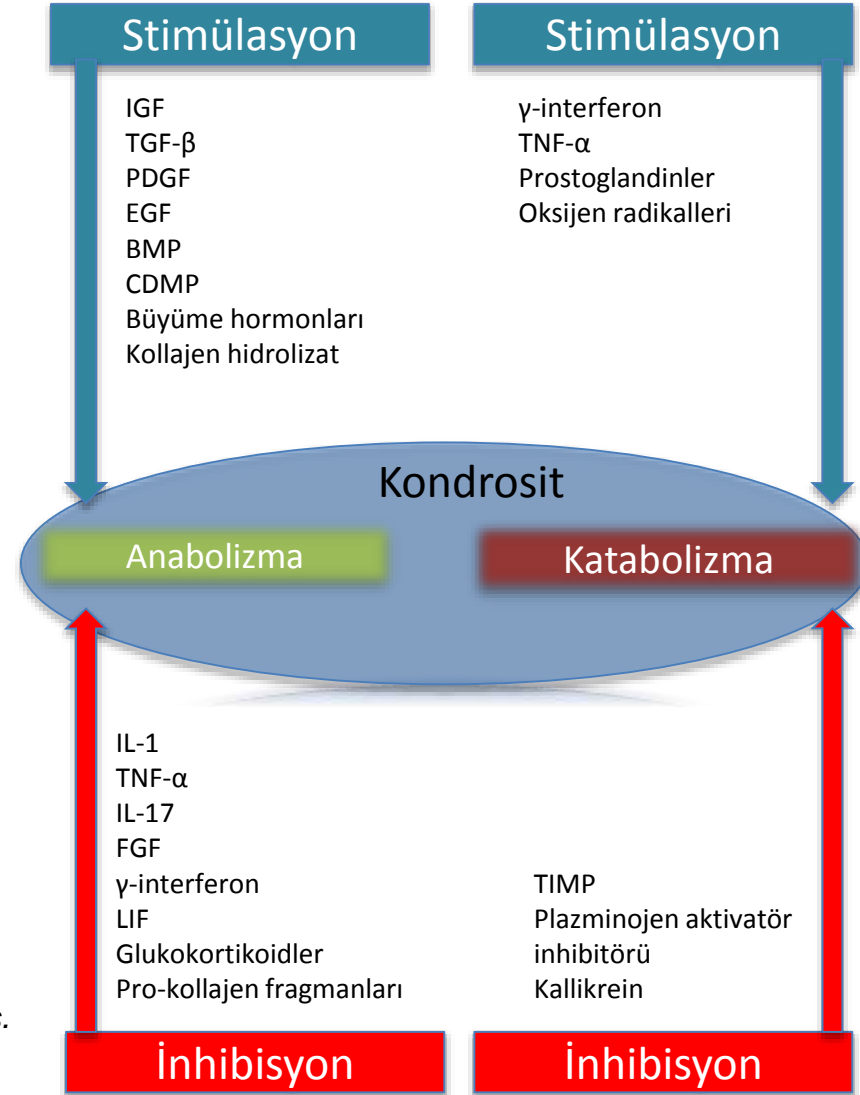 Stimülasyon
Stimülasyon
IGF
TGF-β
PDGF
EGF
BMP
CDMP
Büyüme hormonları
Kollajen hidrolizat
γ-interferon
TNF-α
Prostoglandinler
Oksijen radikalleri
Kondrosit
Anabolizma
Katabolizma
IL-1
TNF-α
IL-17
FGF
γ-interferon
LIF
Glukokortikoidler
Pro-kollajen fragmanları
TIMP
Plazminojen aktivatör
inhibitörü
Kallikrein
İnhibisyon
İnhibisyon